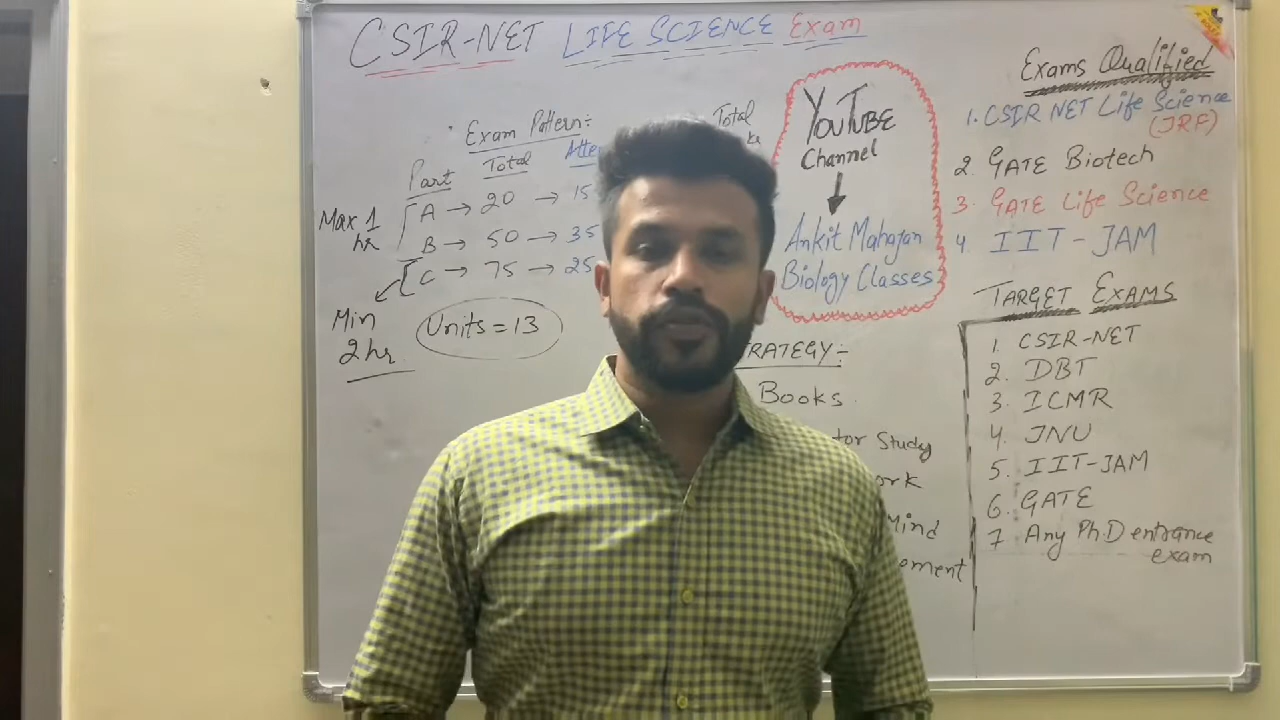 CSIR-NET LIFE SCIENCE Exam
Exam Pattern:-
Part Total Total
A → 20 → 15
B → 50 → 35
C → 75 → 25
Max 1
hr
Min
2hr
Units = 13
YouTUBE
Channel
Ankit Mahajan
Biology Classes
Books
Study
Mind
Exams Qualified
1. CSIR NET Life Science
(JRF)
2. GATE Biotech
3. GATE Life Science
4 IIT-JAM
TARGET EXAMS
1. CSIR-NET
2. DBT
3. ICMR
4. JNU
5. IIT-JAM
6. GATE
7 Any Ph.D entrance
exam